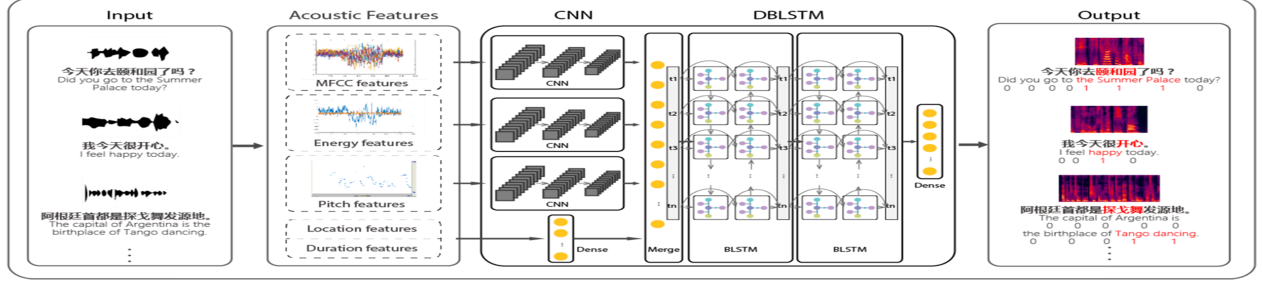 Input
今天你去颐和园了吗？
Did you go to the Summer
Palace today?
我今天很开心。
I feel happy today.
阿根廷首都是探戈舞发源地。
The capital of Argentina is the
birthplace of Tango dancing.
Acoustic Features
MFCC features
Energy features
Pitch features
Location features
Duration features
CNN
CNN
CNN
CNN
Dense
Merge
DBLSTM
t1
t2
t3
tn
BLSTM
t1
t2
t3
tn
BLSTM
t1
t2
t3
tn
Dense
Output
今天你去颐和园了吗？
Did you go to the Summer Palace today?
0 0 0 0 1 1 1 0
我今天很开心。
I feel happy today.
0 0 1 0
阿根廷首都是探戈舞发源地。
The capital of Argentina is
0 0 0 0 0
the birthplace of Tango dancing.
0 0 0 1 1